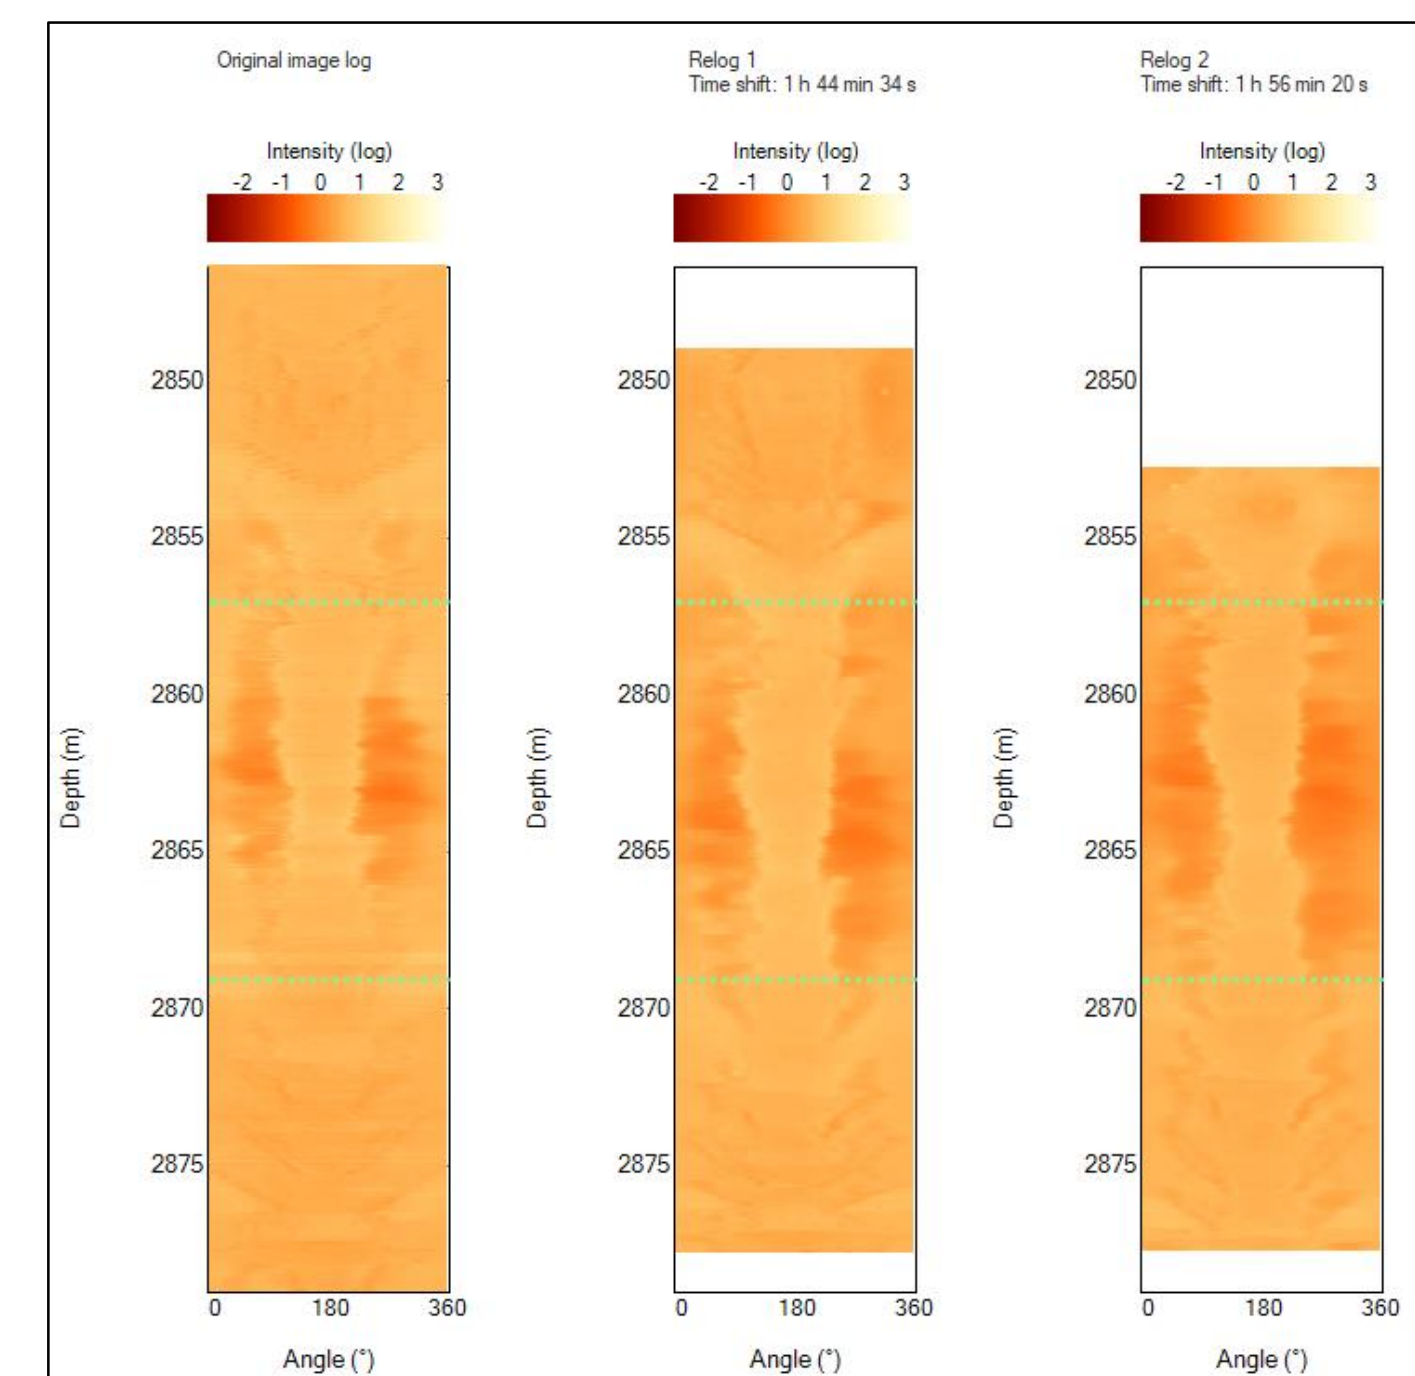 Original image log
Relog 1
Time shift: 1 h 44 min 34 s
Relog 2
Time shift: 1 h 56 min 20 s
Intensity (log)
-2 -1 0 1 2 3
Intensity (log)
-2 -1 0 1 2 3
Intensity (log)
-2 -1 0 1 2 3
Depth (m)
2850
2855
2860
2865
2870
2875
0 180 360
Angle (°)
Depth (m)
2850
2855
2860
2865
2870
2875
0 180 360
Angle (°)
Depth (m)
2850
2855
2860
2865
2870
2875
0 180 360
Angle (°)